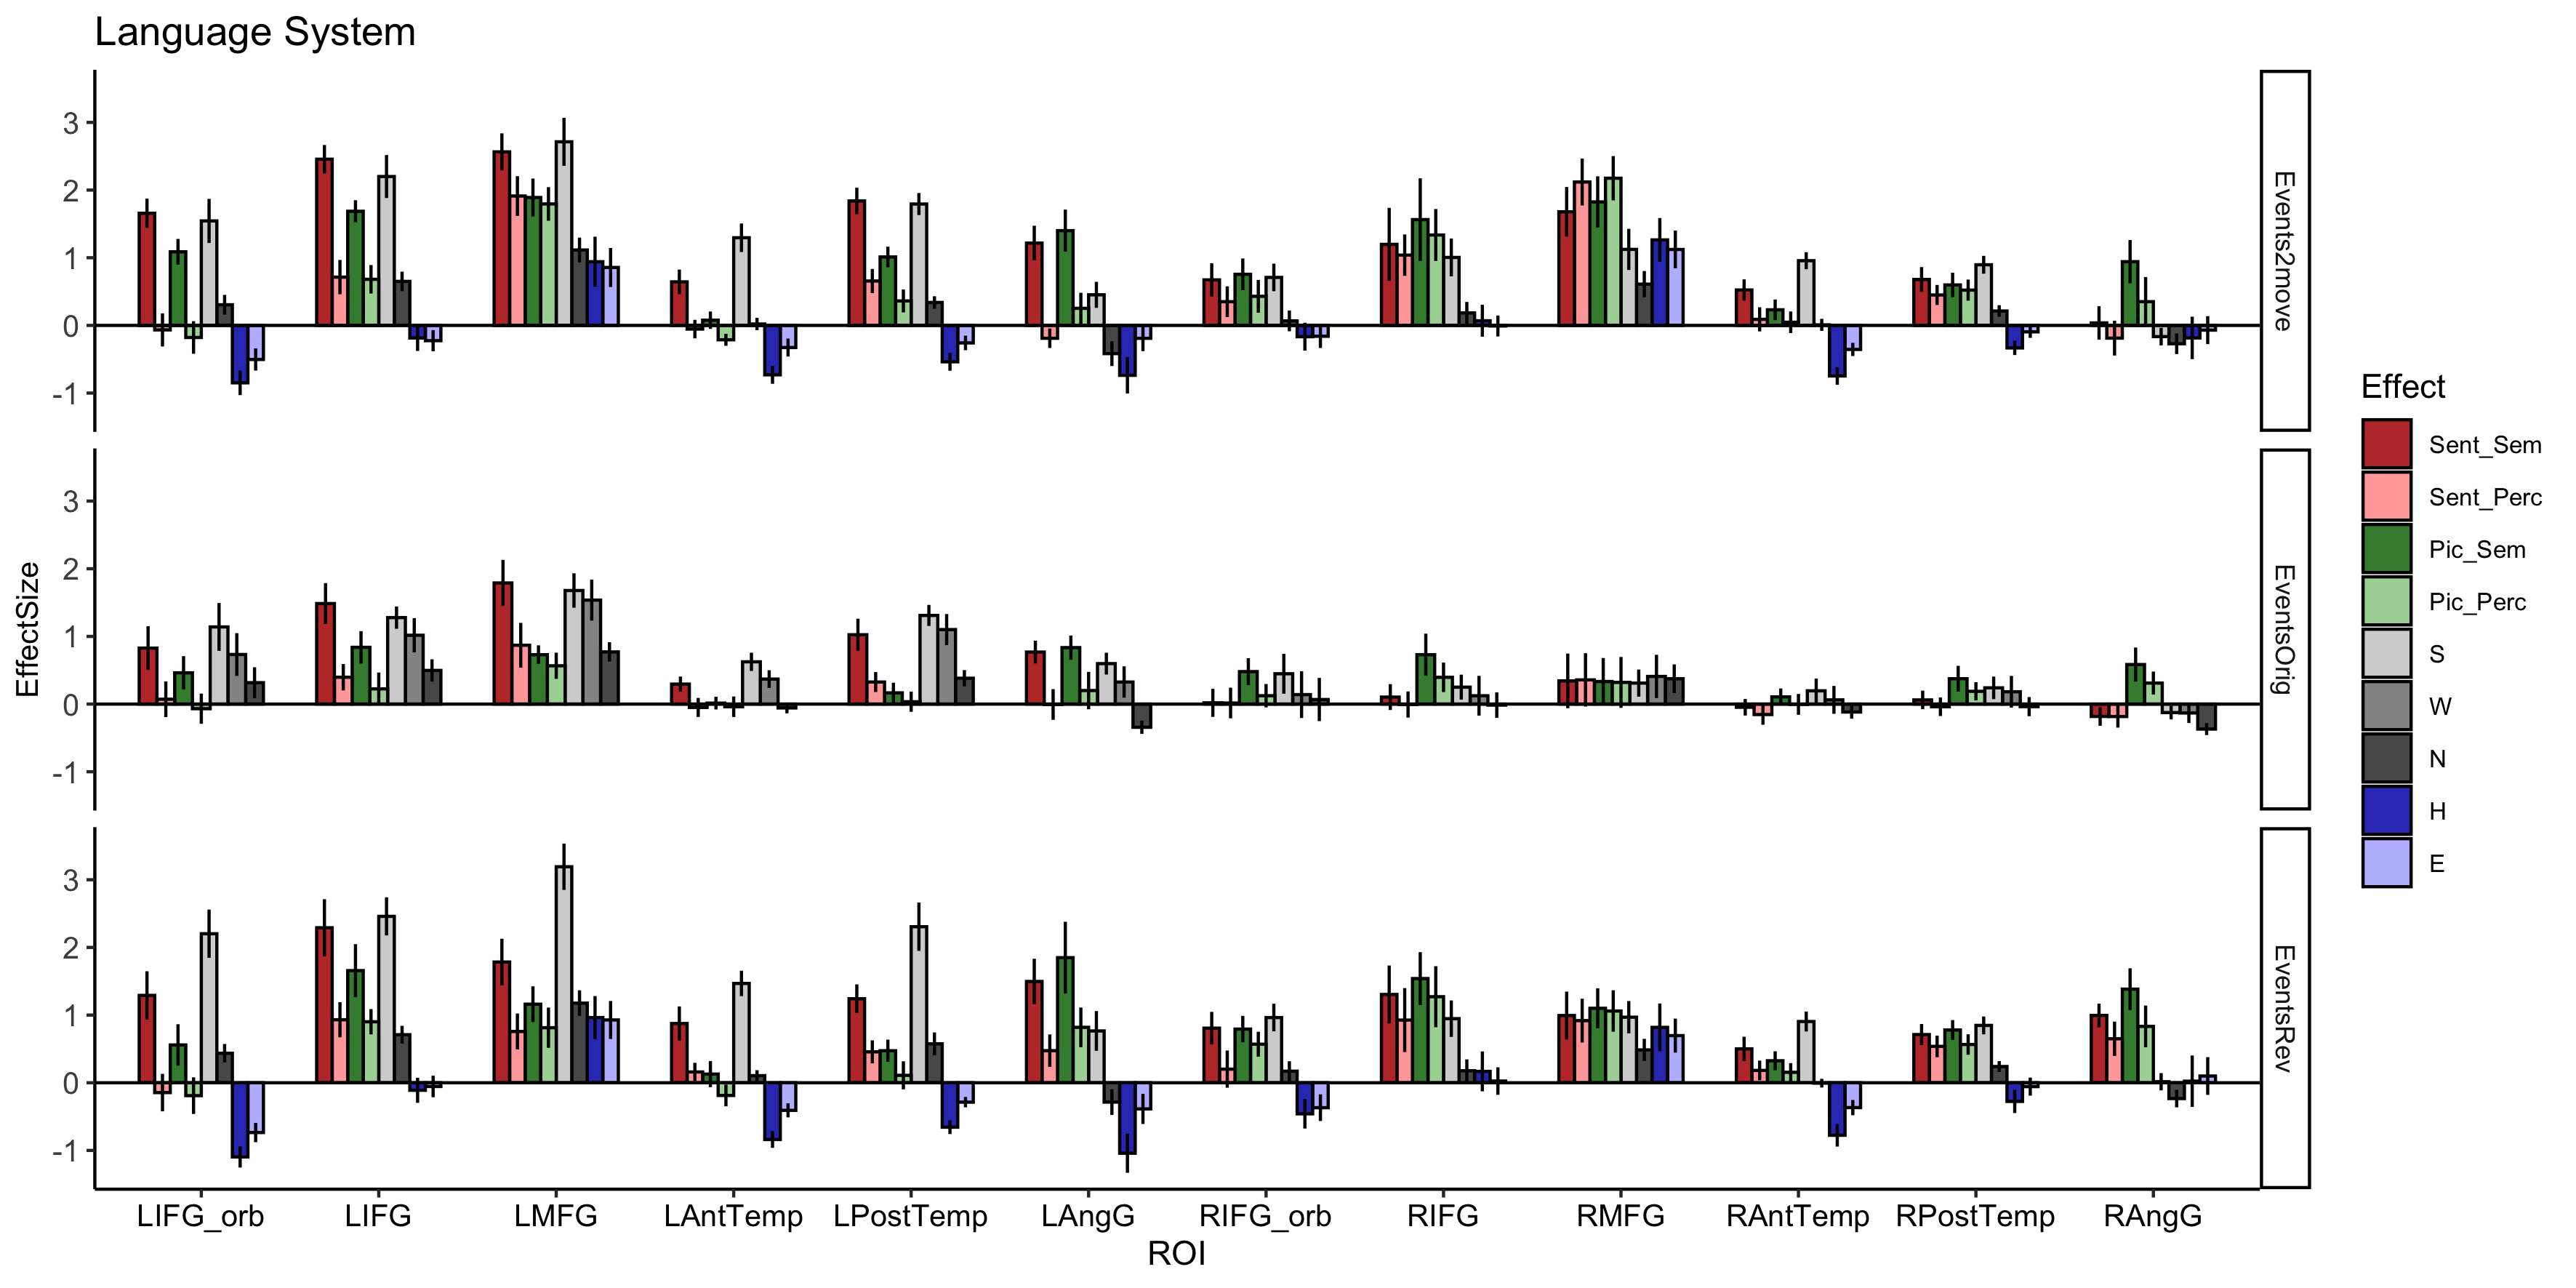 Language System
3
2
1
0
-1
Events2move
3
2
1
0
-1
EventsOrig
3
2
1
0
-1
EventsRev
EffectSize
LIFG_orb LIFG LMFG LAntTemp LPostTemp LAngG RIFG_orb RIFG RMFG RAntTemp RPostTemp RAngG
ROI
Effect
Sent_Sem
Sent_Perc
Pic_Sem
Pic_Perc
S
W
N
H
E